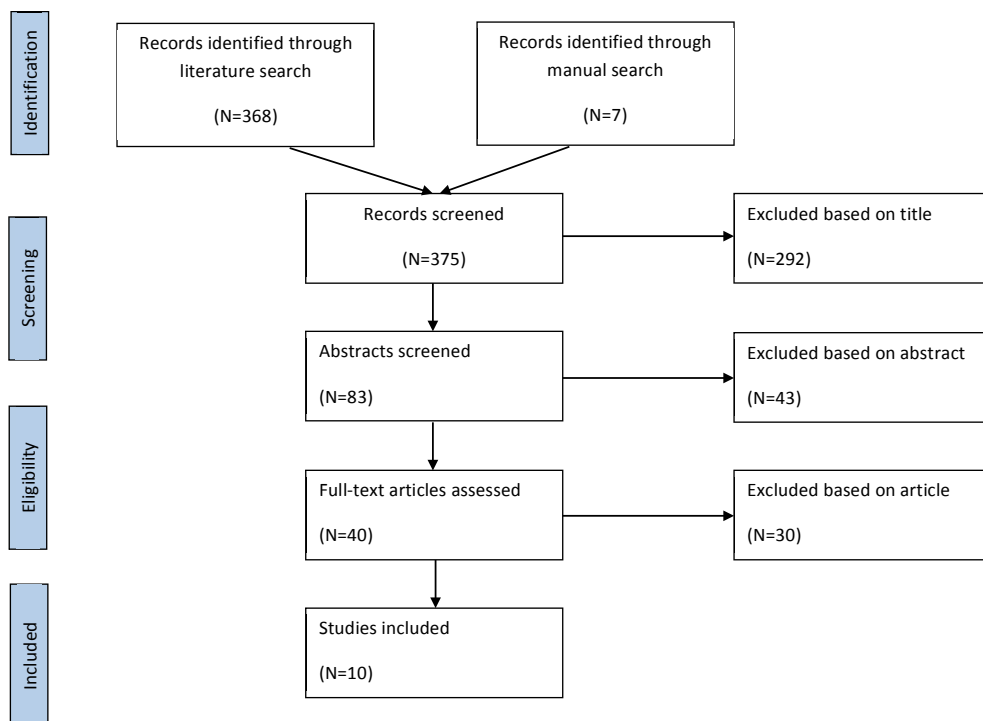 Identification
Records identified through
literature search
(N=368)
Records identified through
manual search
(N=7)
Screening
Records screened
(N=375)
Excluded based on title
(N=292)
Abstracts screened
(N=83)
Excluded based on abstract
(N=43)
Eligibility
Full-text articles assessed
(N=40)
Excluded based on article
(N=30)
Included
Studies included
(N=10)